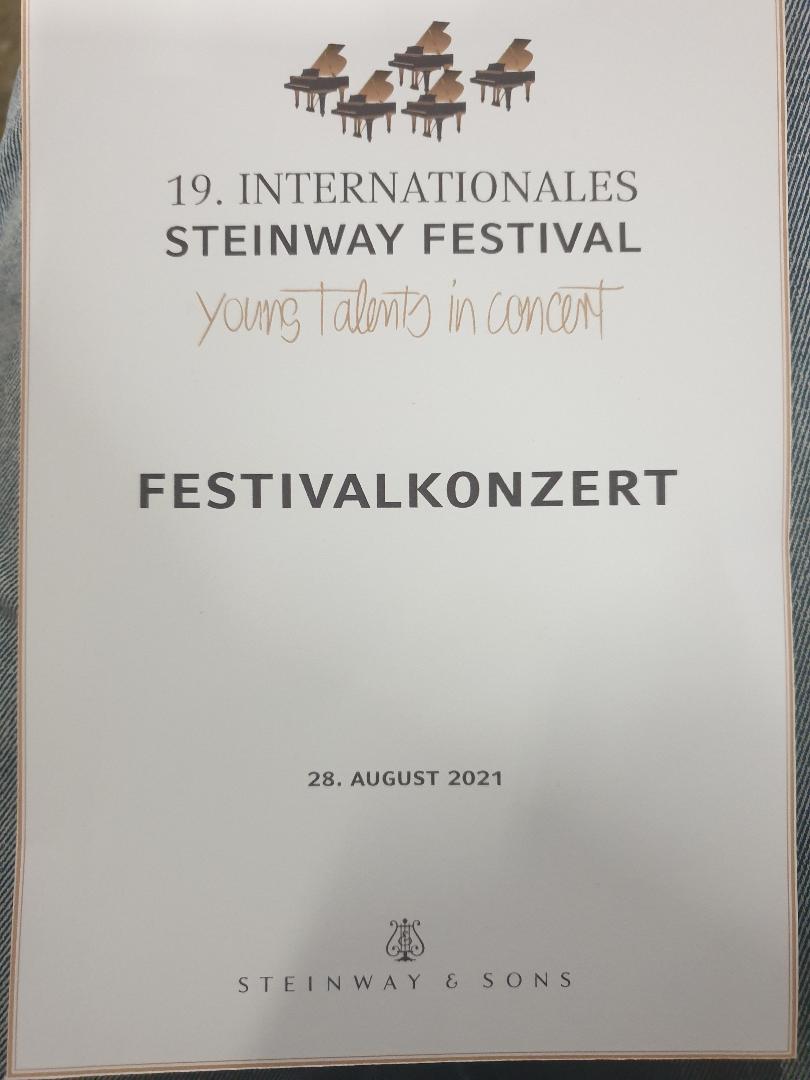 19. INTERNATIONALES
STEINWAY FESTIVAL
Young Talents in concert
FESTIVALKONZERT
28. AUGUST 2021
STEINWAY & SONS